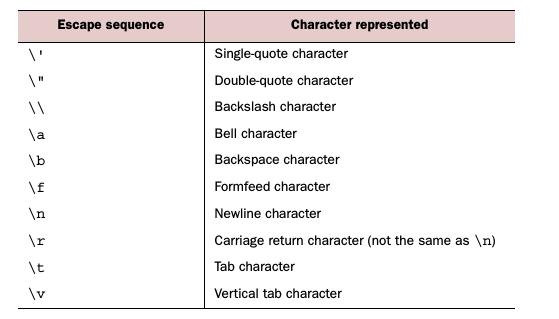 Escape sequence Character represented
\' Single-quote character
\" Double-quote character
\\ Backslash character
\a Bell character
\b Backspace character
\f Formfeed character
\n Newline character
\r Carriage return character (not the same as \n)
\t Tab character
\v Vertical tab character